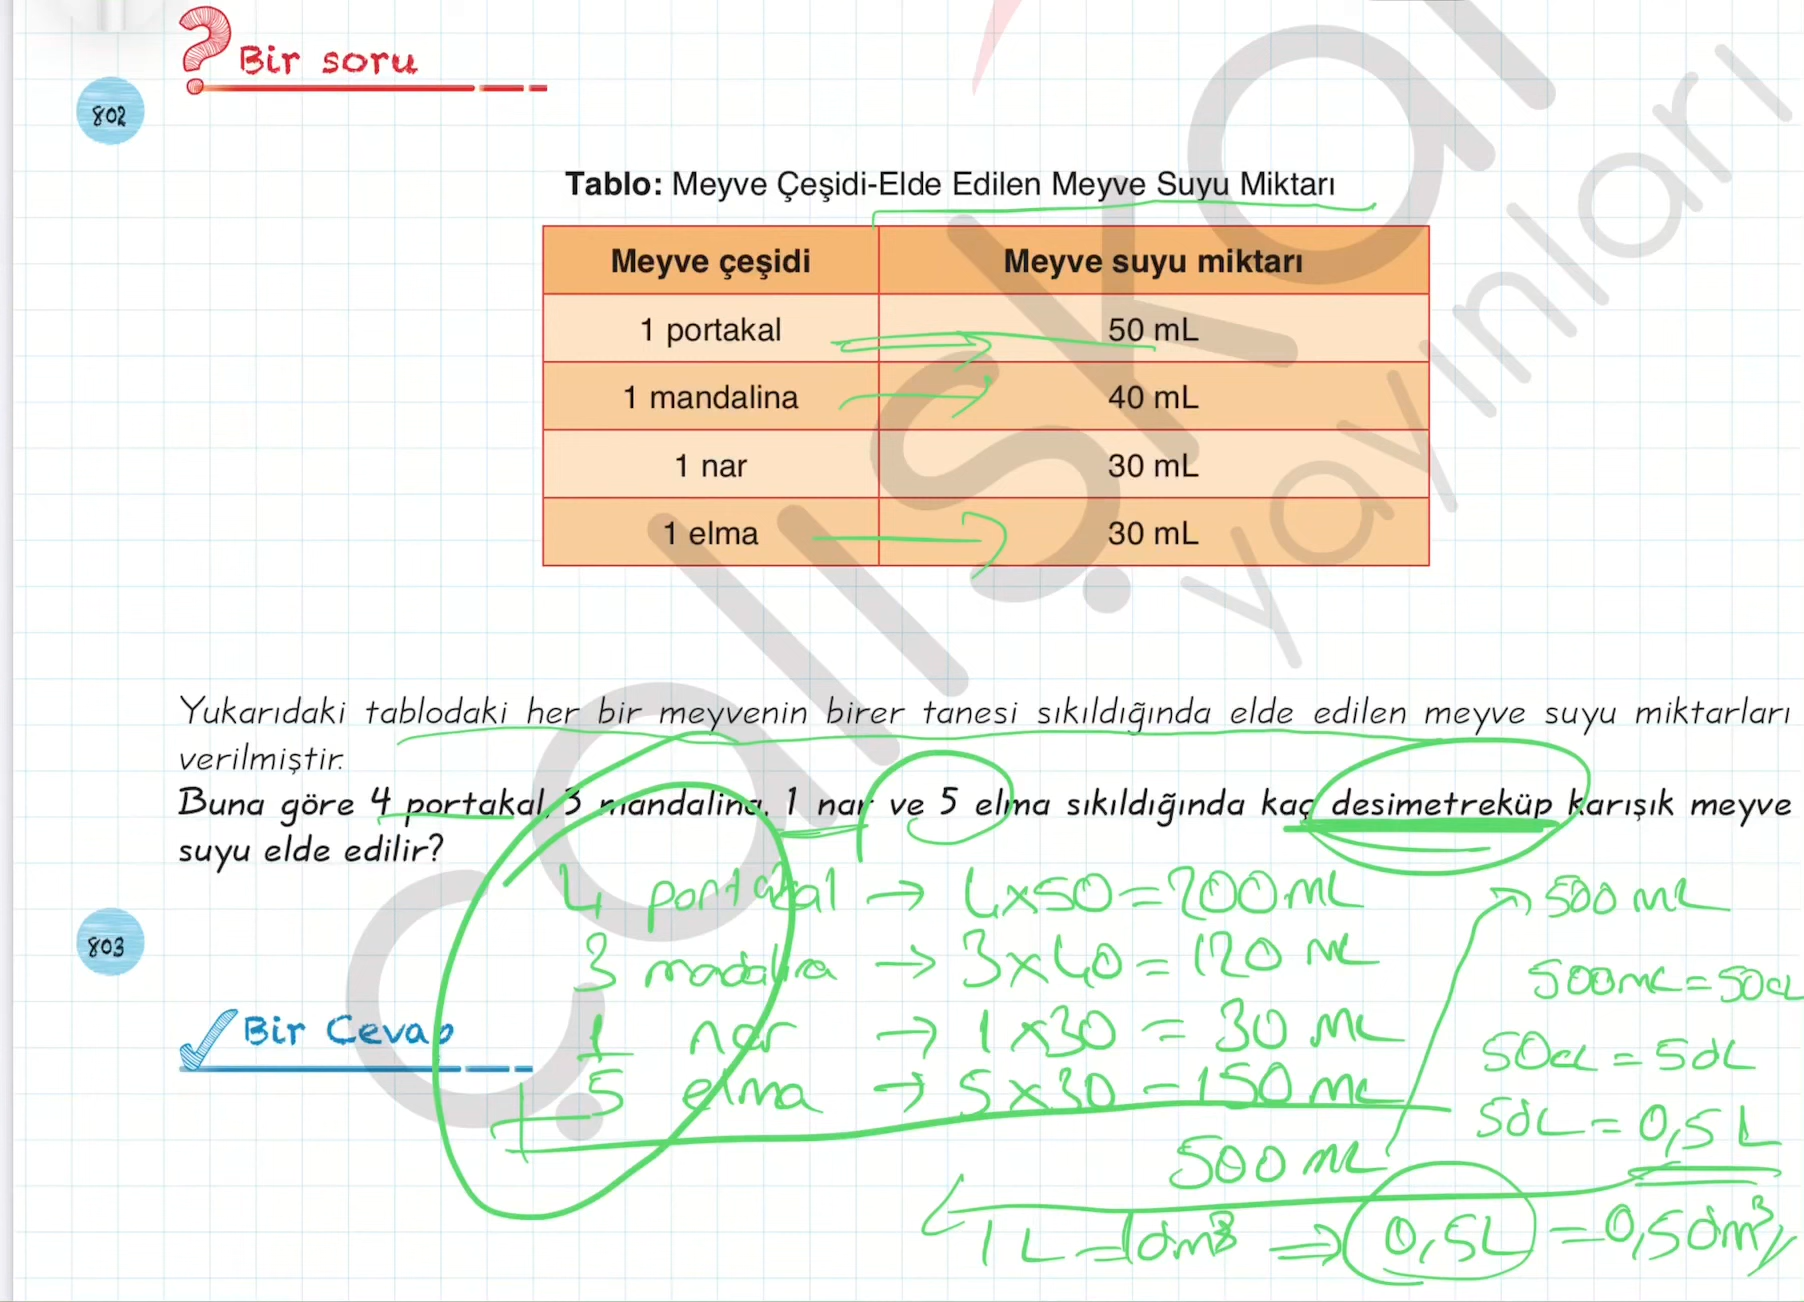 Bir soru
802
Tablo: Meyve Çeşidi-Elde Edilen Meyve Suyu Miktarı
Meyve çeşidi Meyve suyu miktarı
1 portakal 50 mL
1 mandalina 40 mL
1 nar 30 mL
1 elma 30 mL
çalışkan yayınları
Yukarıdaki tablodaki her bir meyvenin birer tanesi sıkıldığında elde edilen meyve suyu miktarları
verilmiştir.
Buna göre 4 portakal, 3 mandalina, 1 nar ve 5 elma sıkıldığında kaç desimetreküp karışık meyve
suyu elde edilir?
4 portakal → 4x50=200mL
3 madalina → 3x40=120 mL
1 nar → 1x30 = 30 mL
5 elma → 5x30 = 150 mL
500 mL
500 mL
500mL=50cL
50cL = 5dL
5dL = 0,5 L
1L=1dm³ ⇒ 0,5L = 0,5dm³
803
Bir Cevap